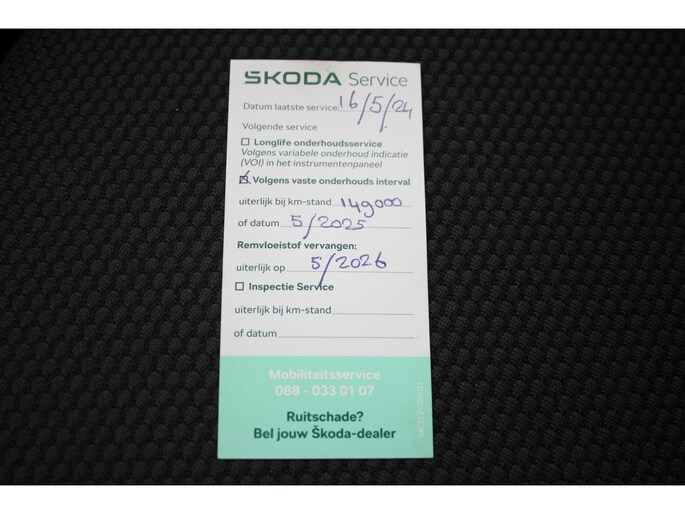 ŠKODA Service
Datum laatste service: 16/5/24
Volgende service
☐ Longlife onderhoudsservice
Volgens variabele onderhoud indicatie
(VOI) in het instrumentenpaneel
☒ Volgens vaste onderhouds interval
uiterlijk bij km-stand 149000
of datum 5/2025
Remvloeistof vervangen:
uiterlijk op 5/2026
☐ Inspectie Service
uiterlijk bij km-stand
of datum
Mobiliteitsservice
088 - 033 01 07
Ruitschade?
Bel jouw Škoda-dealer